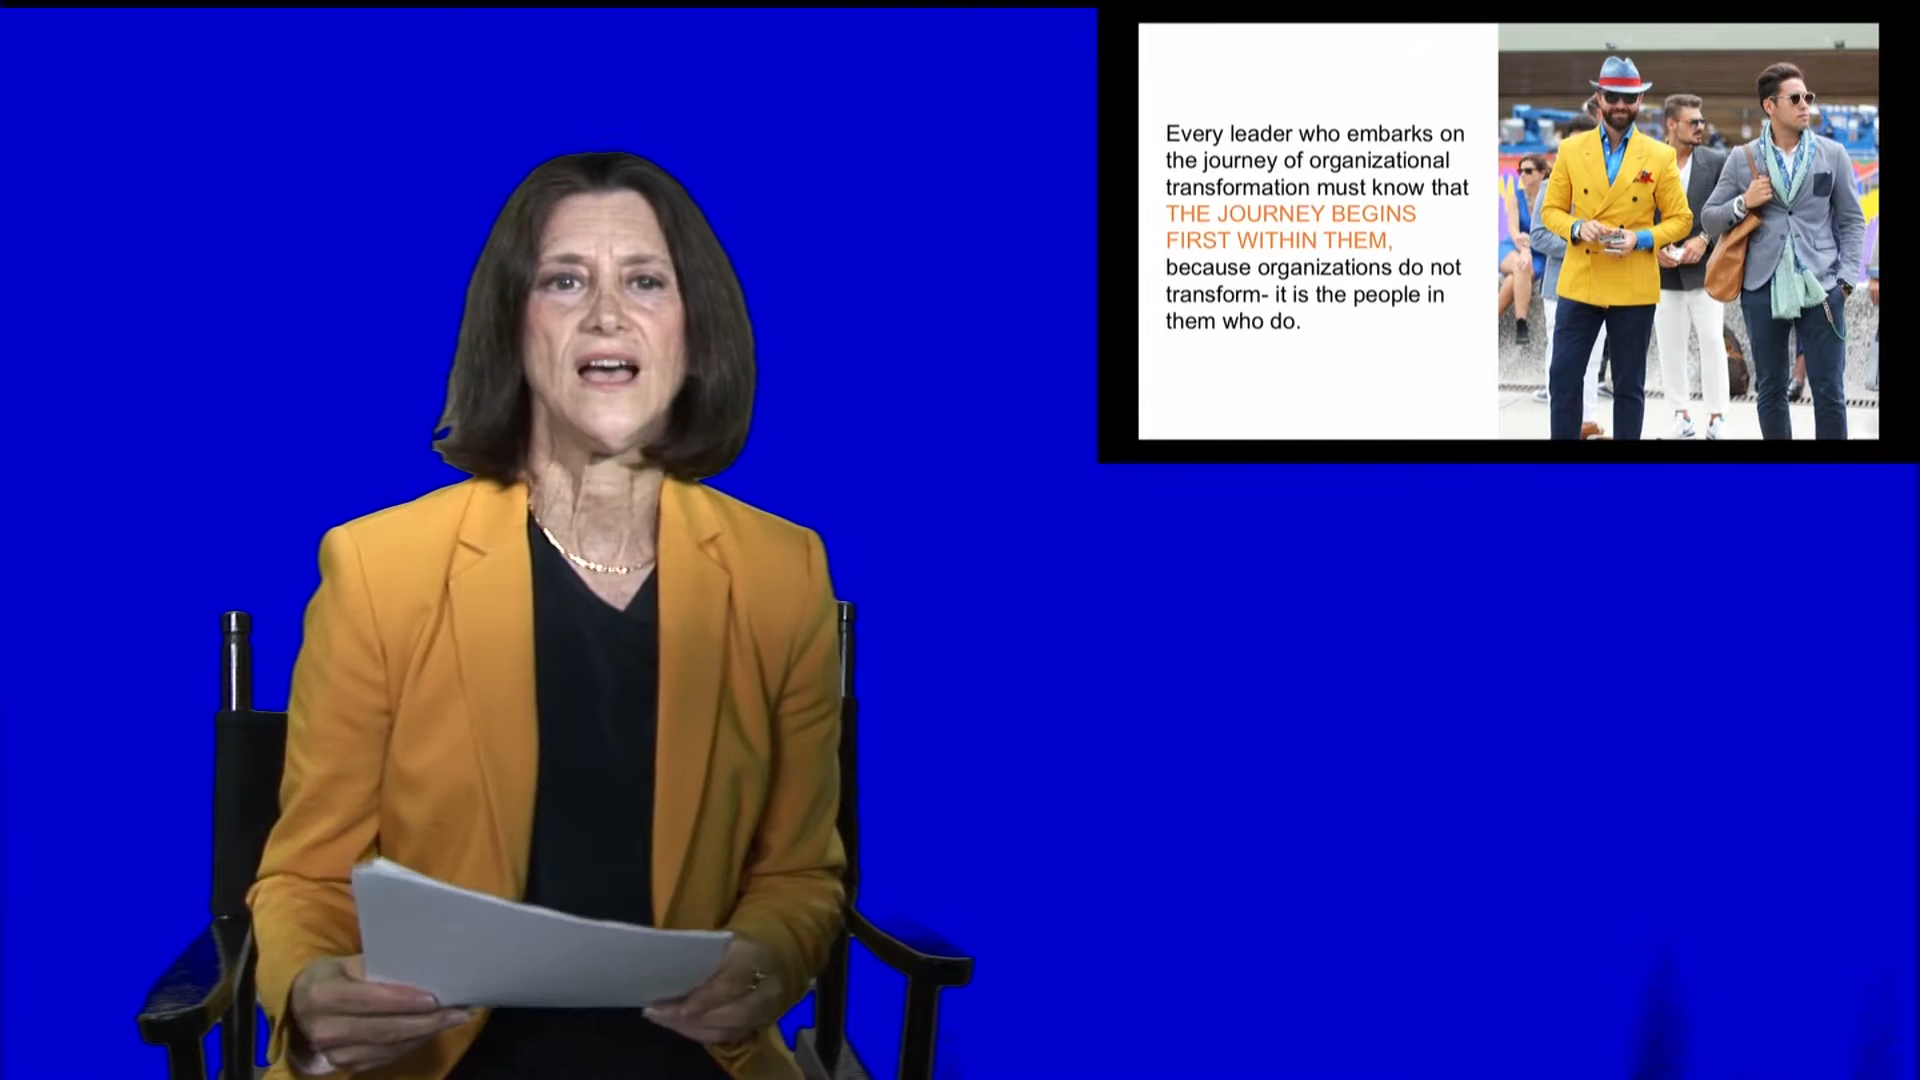 Every leader who embarks on
the journey of organizational
transformation must know that
THE JOURNEY BEGINS
FIRST WITHIN THEM,
because organizations do not
transform- it is the people in
them who do.